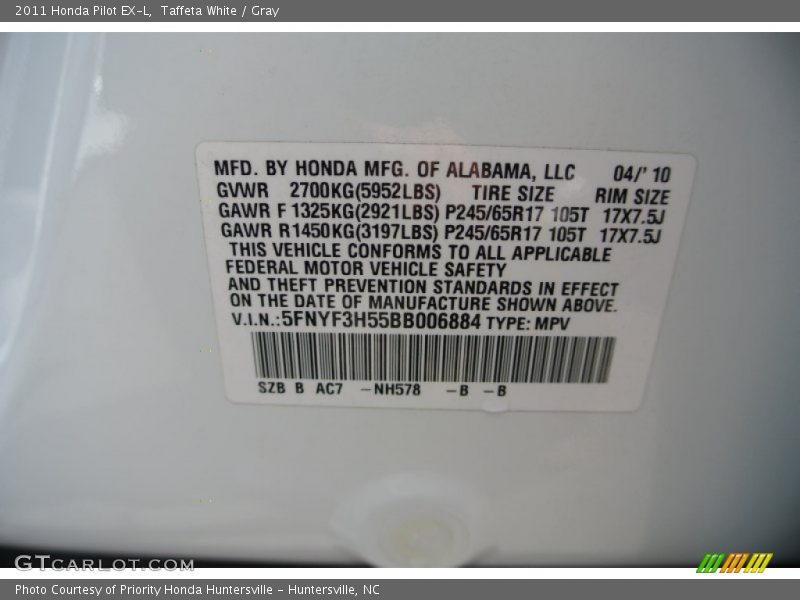 2011 Honda Pilot EX-L, Taffeta White / Gray
MFD. BY HONDA MFG. OF ALABAMA, LLC 04/' 10
GVWR 2700KG(5952LBS) TIRE SIZE RIM SIZE
GAWR F 1325KG(2921LBS) P245/65R17 105T 17X7.5J
GAWR R1450KG(3197LBS) P245/65R17 105T 17X7.5J
THIS VEHICLE CONFORMS TO ALL APPLICABLE
FEDERAL MOTOR VEHICLE SAFETY
AND THEFT PREVENTION STANDARDS IN EFFECT
ON THE DATE OF MANUFACTURE SHOWN ABOVE.
V.I.N.:5FNYF3H55BB006884 TYPE: MPV
SZB B AC7 -NH578 -B -B
GTCARLOT.COM
Photo Courtesy of Priority Honda Huntersville - Huntersville, NC